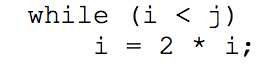 while (i < j)
    i = 2 * i;